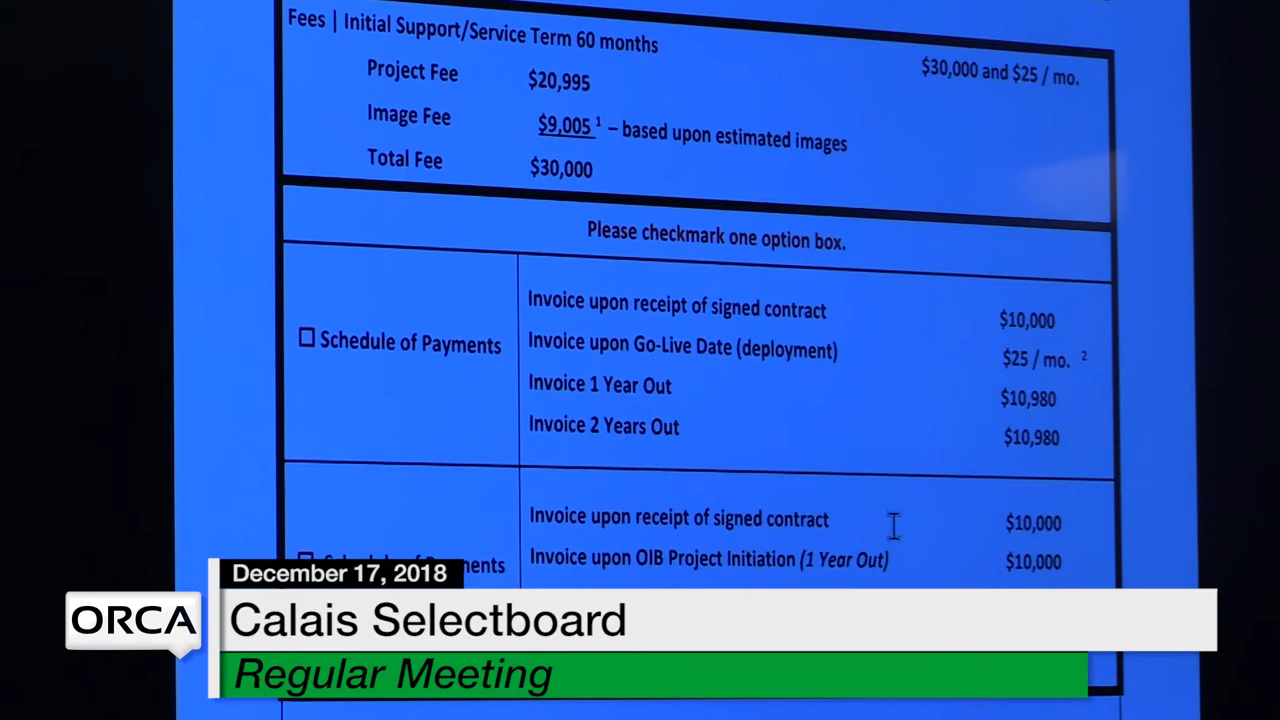 Fees | Initial Support/Service Term 60 months
$30,000 and $25 / mo.
Project Fee $20,995
Image Fee $9,005 1 – based upon estimated images
Total Fee $30,000
Please checkmark one option box.
☐ Schedule of Payments
Invoice upon receipt of signed contract $10,000
Invoice upon Go-Live Date (deployment) $25 / mo. 2
Invoice 1 Year Out $10,980
Invoice 2 Years Out $10,980
Invoice upon receipt of signed contract $10,000
Invoice upon OIB Project Initiation (1 Year Out) $10,000
December 17, 2018
ORCA
Calais Selectboard
Regular Meeting